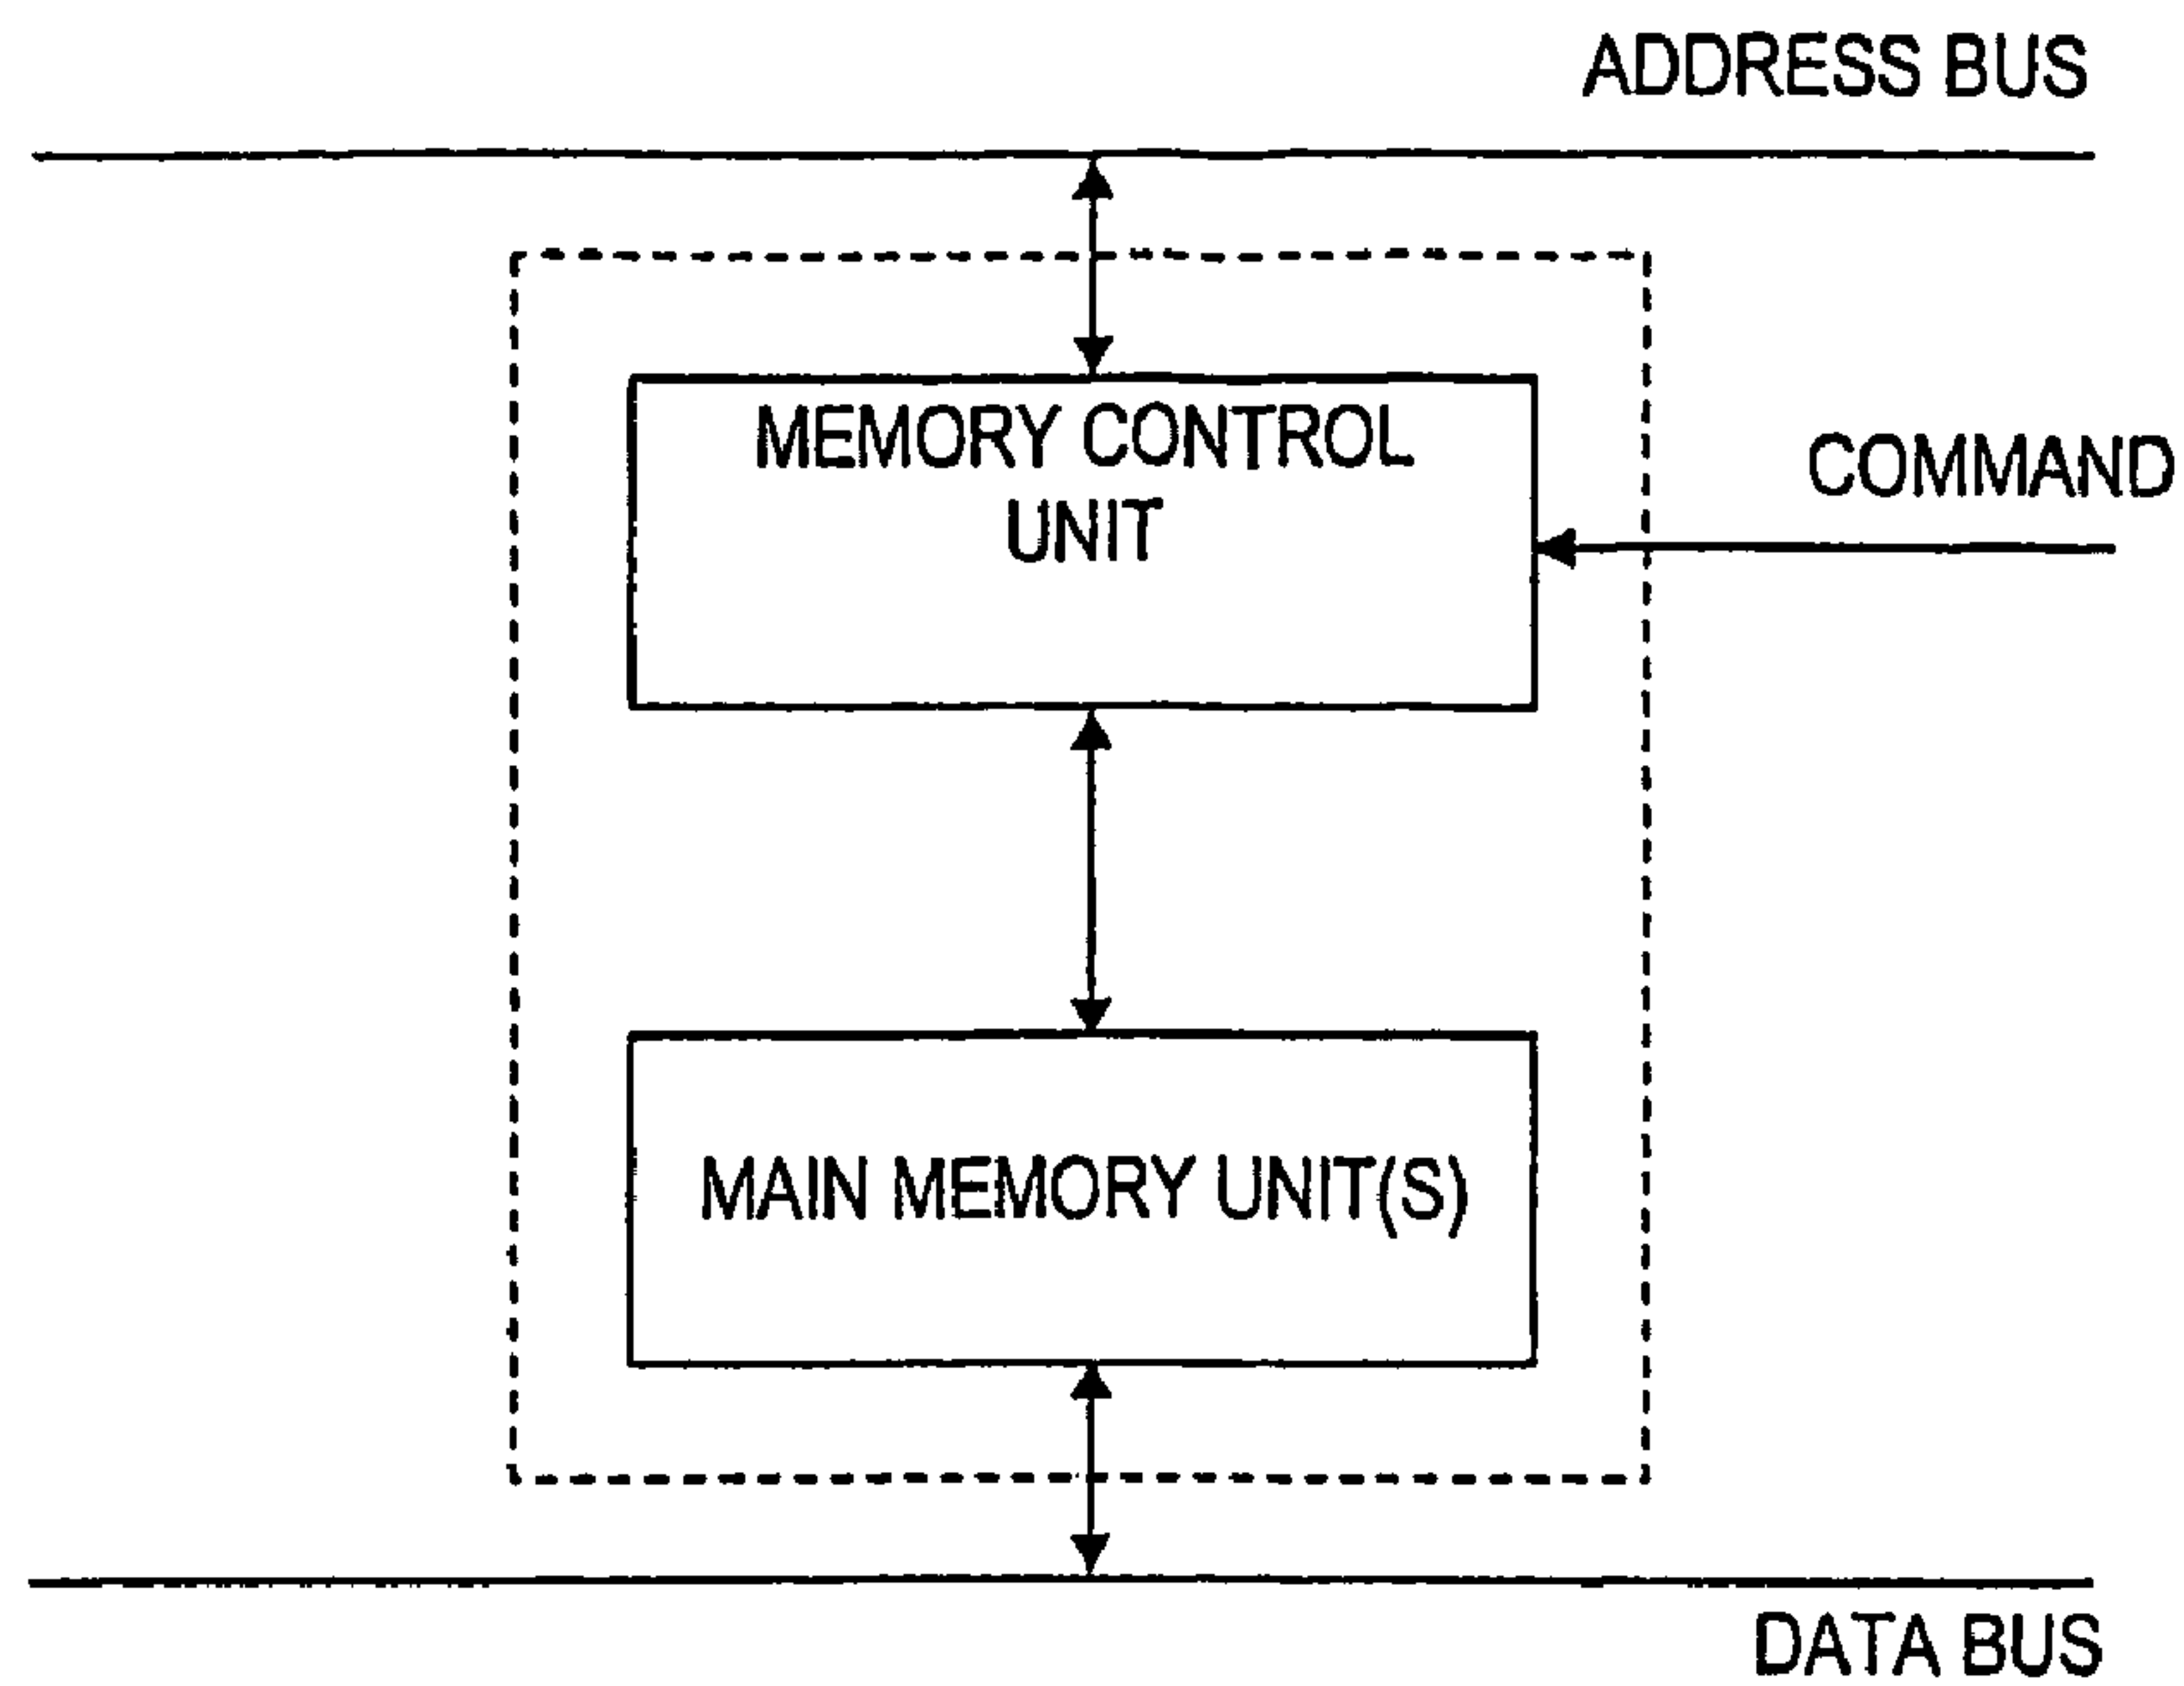 ADDRESS BUS
MEMORY CONTROL
UNIT
COMMAND
MAIN MEMORY UNIT(S)
DATA BUS